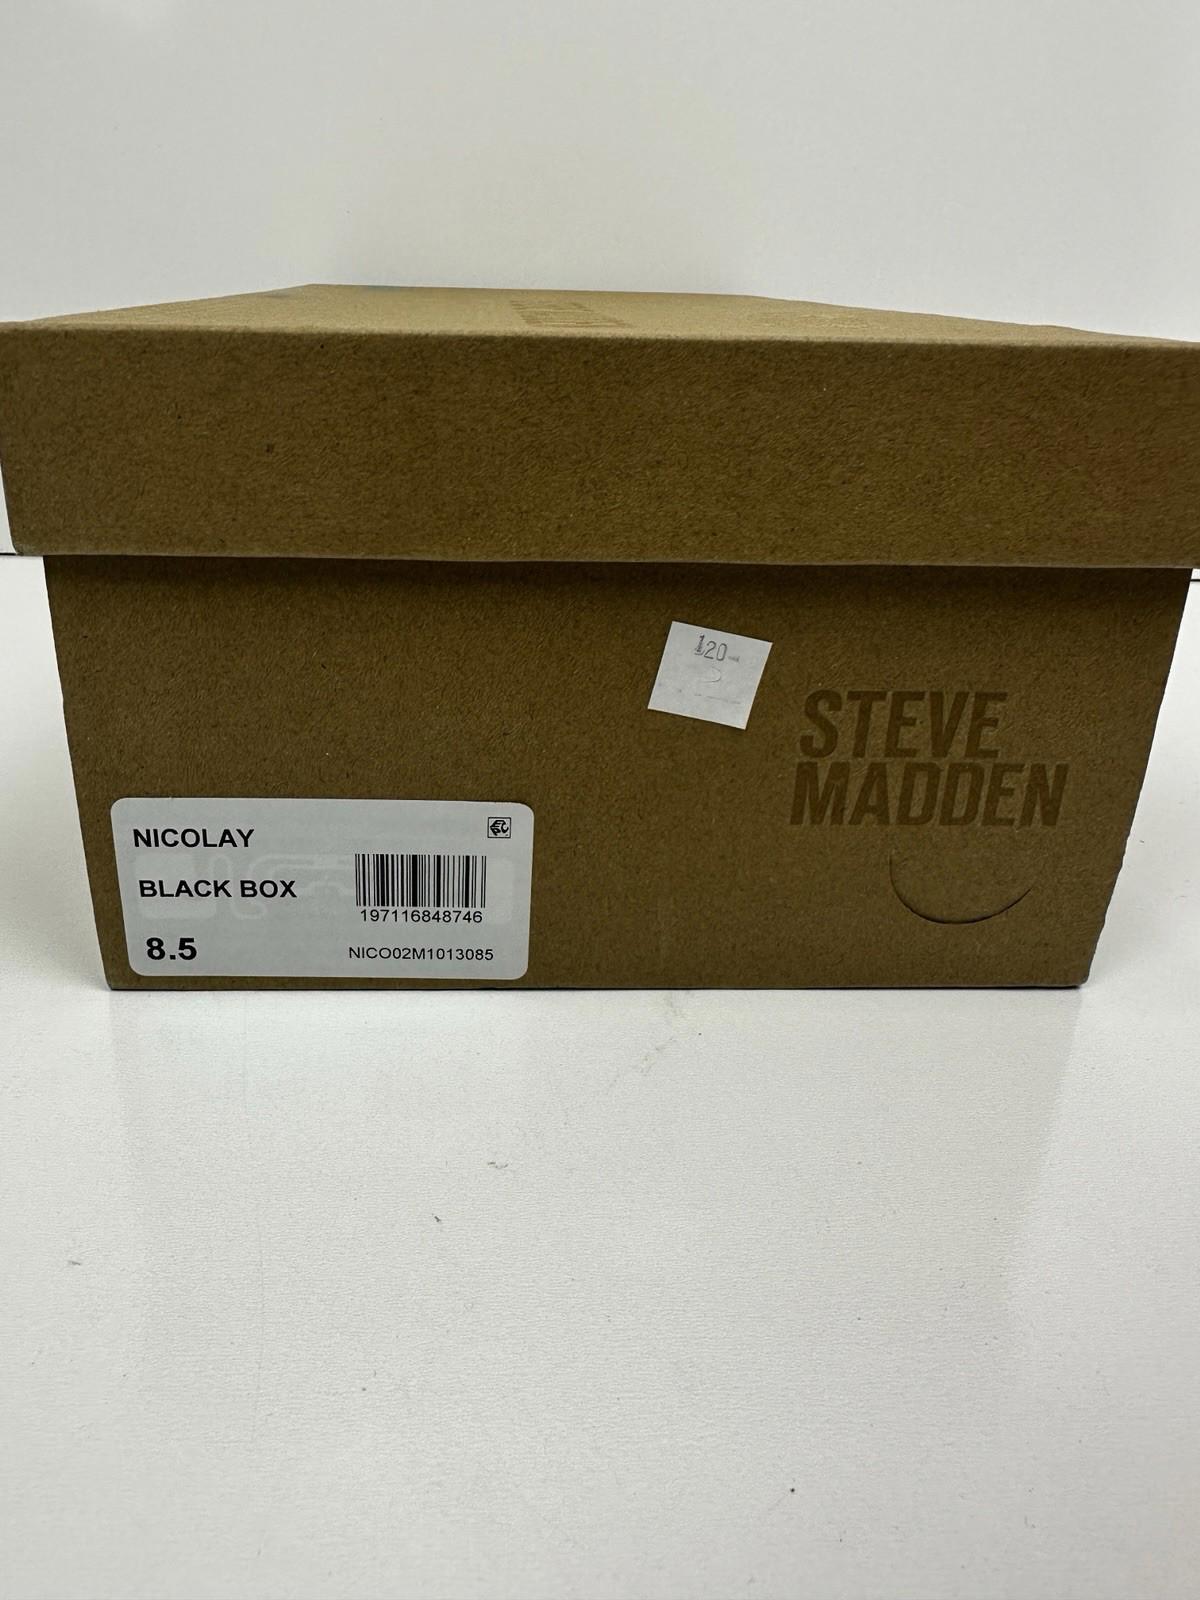 120-
STEVE
MADDEN
NICOLAY
BLACK BOX
197116848746
8.5
NICO02M1013085